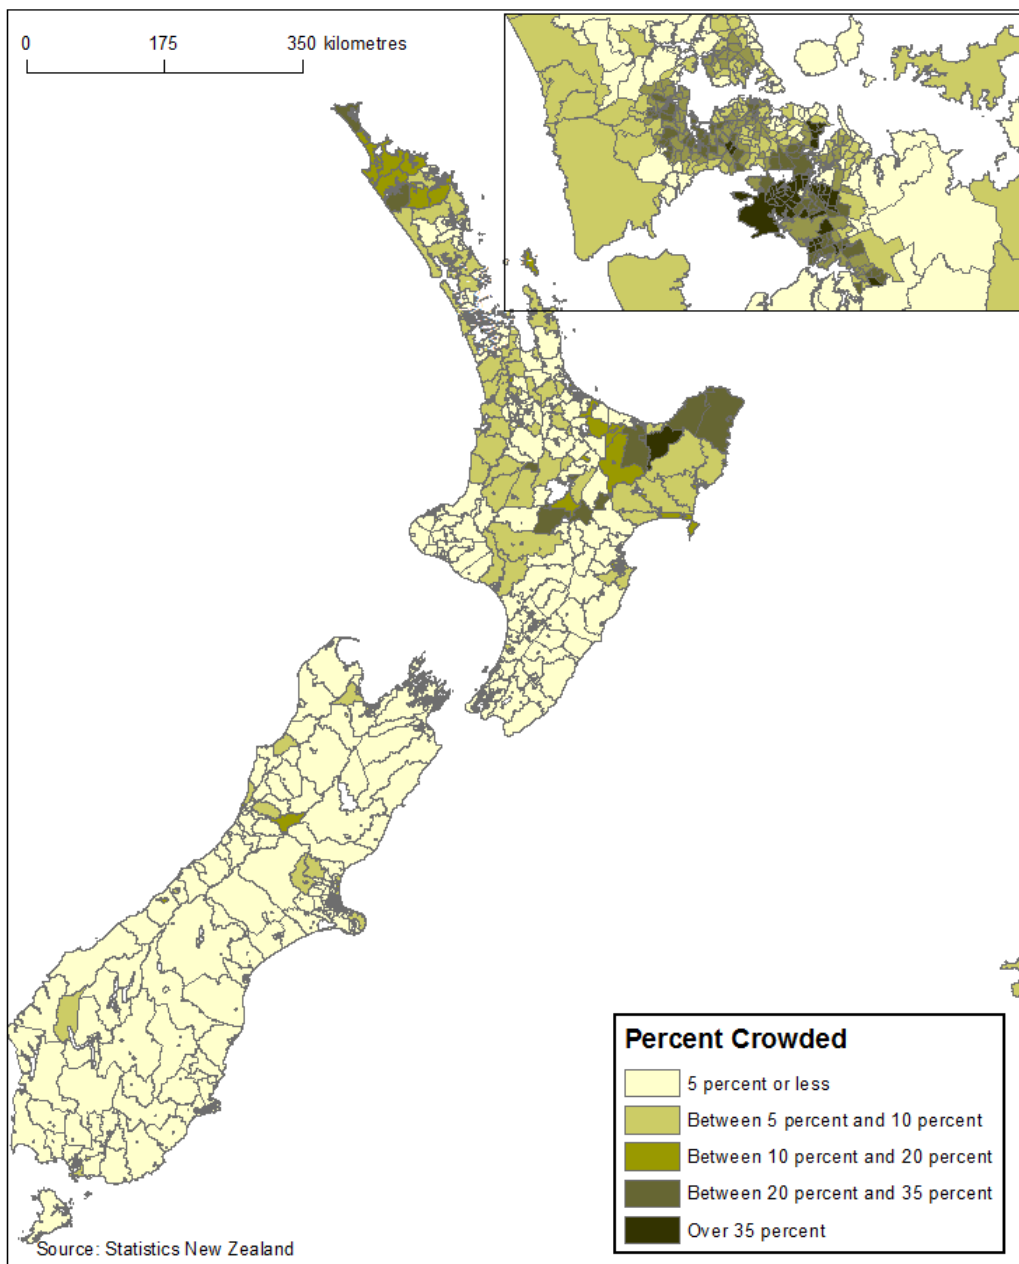 0 175 350 kilometres
Percent Crowded
5 percent or less
Between 5 percent and 10 percent
Between 10 percent and 20 percent
Between 20 percent and 35 percent
Over 35 percent
Source: Statistics New Zealand